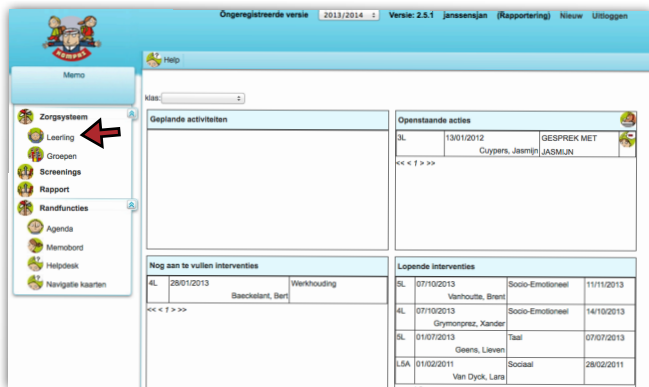 Ongeregistreerde versie 2013/2014 Versie: 2.5.1 janssensjan (Rapportering) Nieuw Uitloggen
KOMPAS
Memo
Help
klas:
Zorgsysteem
Leerling
Groepen
Screenings
Rapport
Randfuncties
Agenda
Memobord
Helpdesk
Navigatie kaarten
Geplande activiteiten
Openstaande acties
3L 13/01/2012 GESPREK MET
Cuypers, Jasmijn JASMIJN
<< < 1 > >>
Nog aan te vullen interventies
4L 28/01/2013 Werkhouding
Baeckelant, Bert
<< < 1 > >>
Lopende interventies
5L 07/10/2013 Socio-Emotioneel 11/11/2013
Vanhoutte, Brent
4L 07/10/2013 Socio-Emotioneel 14/10/2013
Grymonprez, Xander
5L 01/07/2013 Taal 07/07/2013
Geens, Lieven
L5A 01/02/2011 Sociaal 28/02/2011
Van Dyck, Lara